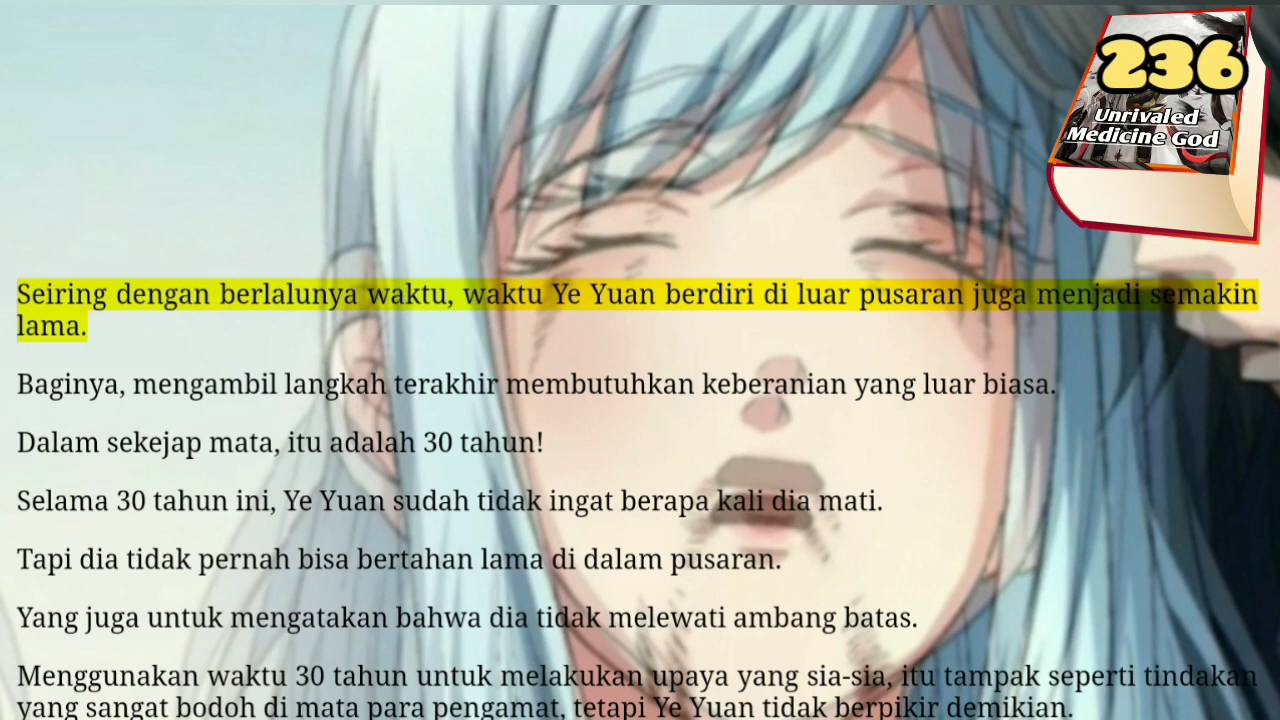 236
Unrivaled
Medicine God
Seiring dengan berlalunya waktu, waktu Ye Yuan berdiri di luar pusaran juga menjadi semakin
lama.
Baginya, mengambil langkah terakhir membutuhkan keberanian yang luar biasa.
Dalam sekejap mata, itu adalah 30 tahun!
Selama 30 tahun ini, Ye Yuan sudah tidak ingat berapa kali dia mati.
Tapi dia tidak pernah bisa bertahan lama di dalam pusaran.
Yang juga untuk mengatakan bahwa dia tidak melewati ambang batas.
Menggunakan waktu 30 tahun untuk melakukan upaya yang sia-sia, itu tampak seperti tindakan
yang sangat bodoh di mata para pengamat, tetapi Ye Yuan tidak berpikir demikian.